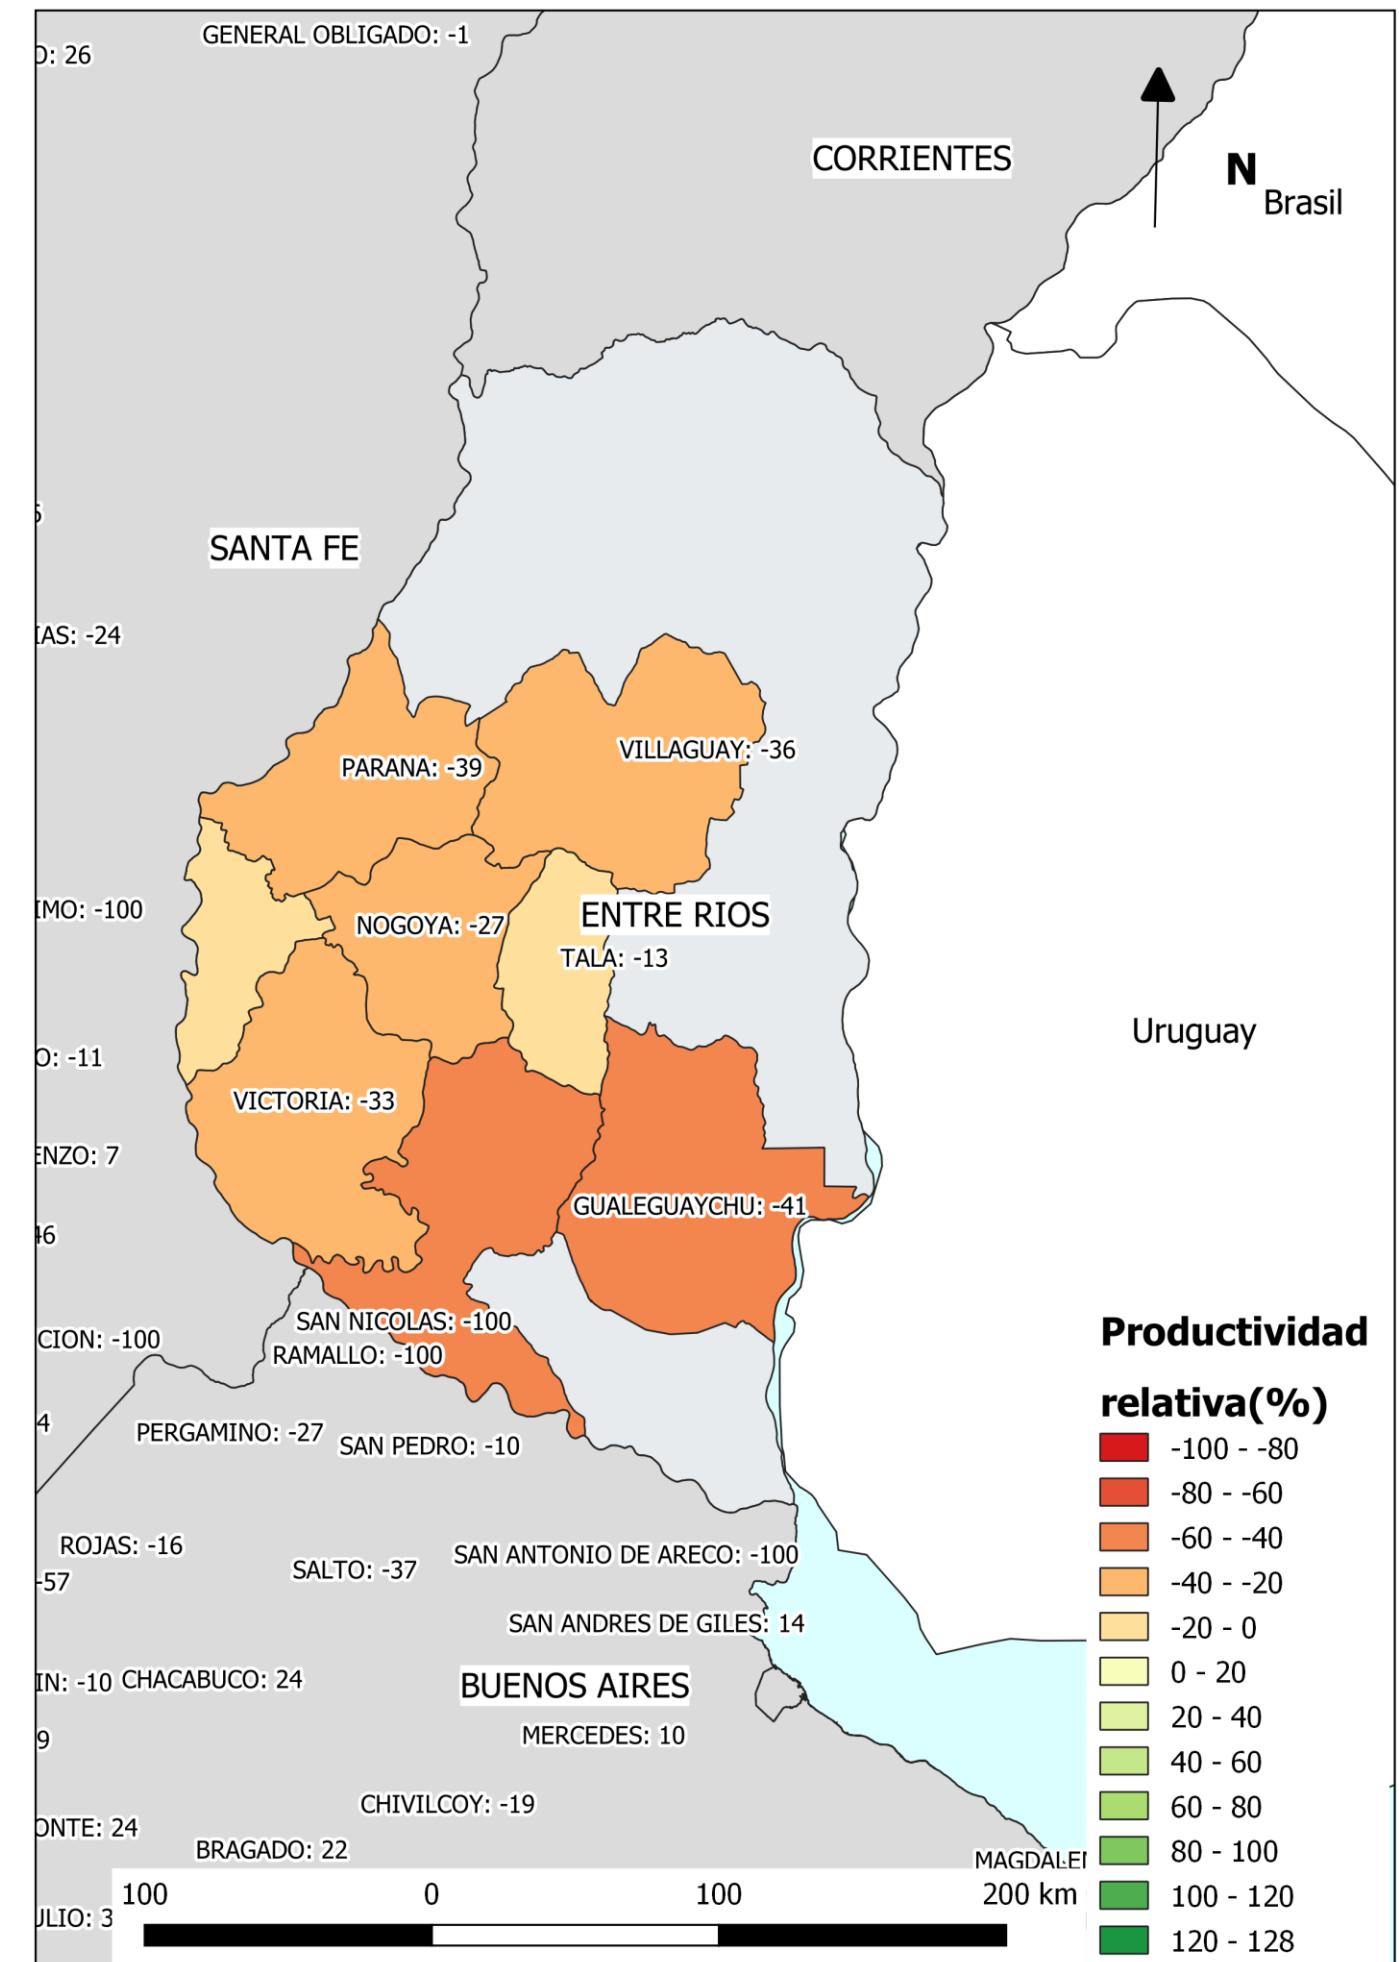 GENERAL OBLIGADO: -1
O: 26
CORRIENTES
N
Brasil
SANTA FE
IAS: -24
VILLAGUAY: -36
PARANA: -39
IMO: -100
ENTRE RIOS
NOGOYA: -27
TALA: -13
Uruguay
O: -11
VICTORIA: -33
ENZO: 7
GUALEGUAYCHU: -41
46
SAN NICOLAS: -100
CION: -100
RAMALLO: -100
4
PERGAMINO: -27
SAN PEDRO: -10
ROJAS: -16
SAN ANTONIO DE ARECO: -100
SALTO: -37
-57
SAN ANDRES DE GILES: 14
IN: -10
CHACABUCO: 24
BUENOS AIRES
9
MERCEDES: 10
CHIVILCOY: -19
ONTE: 24
BRAGADO: 22
MAGDALEN
ULIO: 3
100 0 100 200 km
Productividad
relativa(%)
-100 - -80
-80 - -60
-60 - -40
-40 - -20
-20 - 0
0 - 20
20 - 40
40 - 60
60 - 80
80 - 100
100 - 120
120 - 128